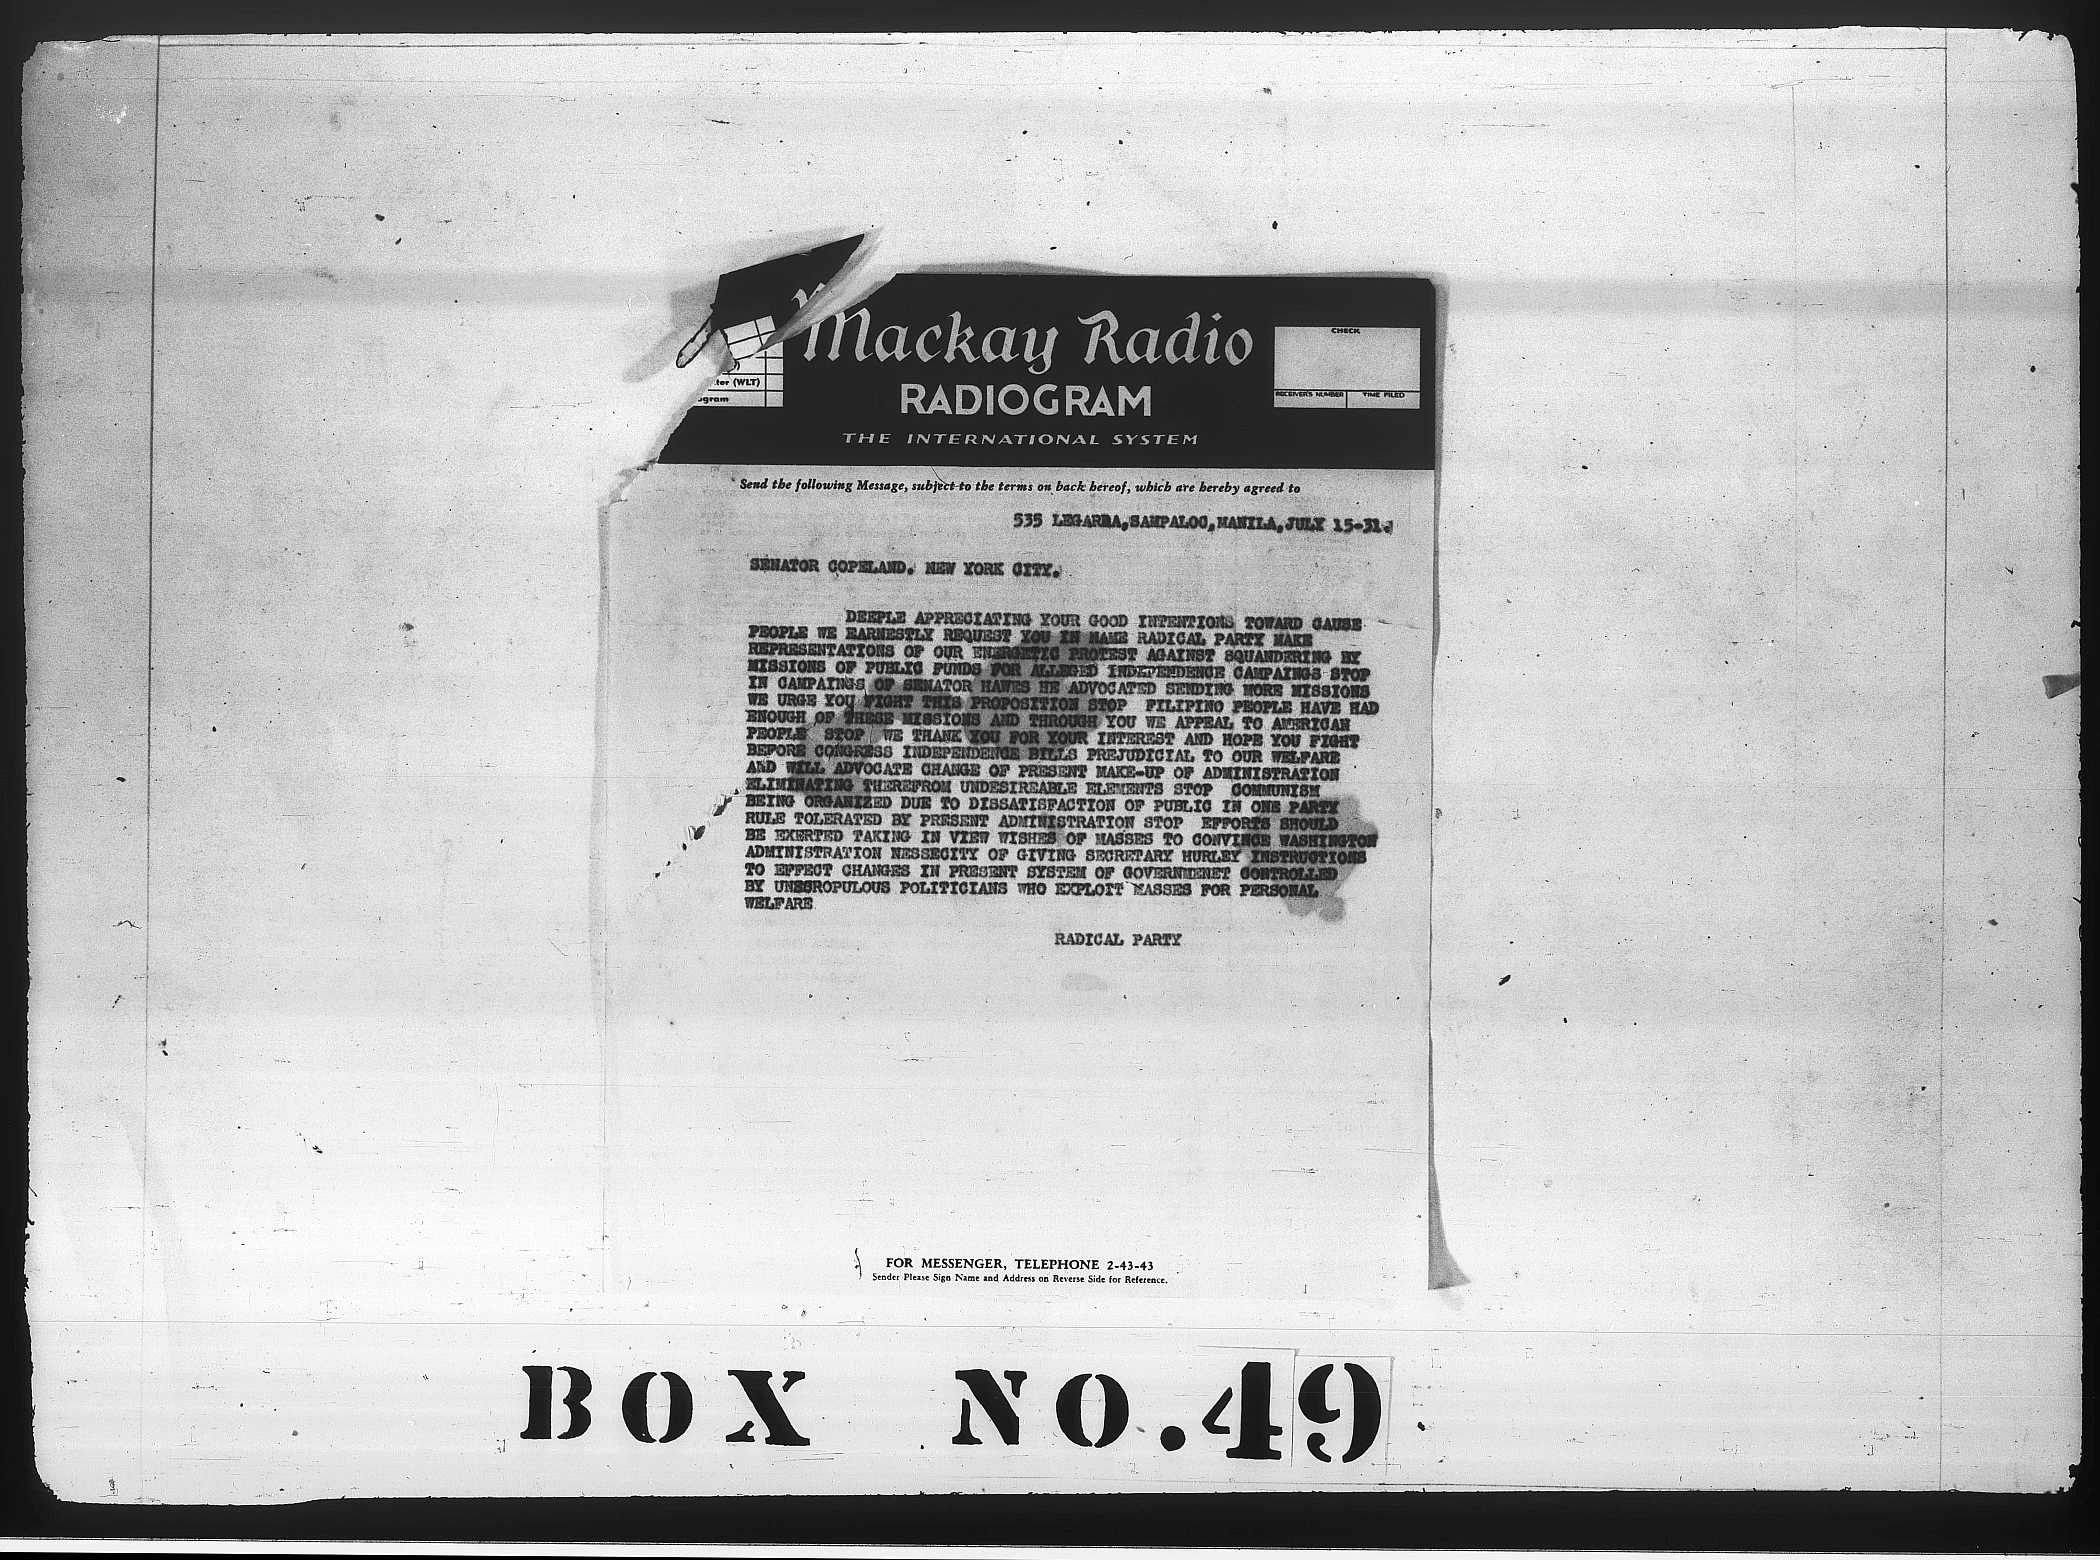 Mackay Radio
RADIOGRAM
THE INTERNATIONAL SYSTEM
CHECK
RECEIVER'S NUMBER
TIME FILED
(WLT)
Send the following Message, subject to the terms on back hereof, which are hereby agreed to
535 LEGARDA,SAMPALOC,MANILA,JULY 15-31.
SENATOR COPELAND. NEW YORK CITY.
DEEPLE APPRECIATING YOUR GOOD INTENTIONS TOWARD CAUSE
PEOPLE WE EARNESTLY REQUEST YOU IN NAME RADICAL PARTY MAKE
REPRESENTATIONS OF OUR ENERGETIC PROTEST AGAINST SQUANDERING BY
MISSIONS OF PUBLIC FUNDS FOR ALLEGED INDEPENDENCE CAMPAINGS STOP
IN CAMPAINGS OF SENATOR HAWES HE ADVOCATED SENDING MORE MISSIONS
WE URGE YOU FIGHT THIS PROPOSITION STOP FILIPINO PEOPLE HAVE HAD
ENOUGH OF THESE MISSIONS AND THROUGH YOU WE APPEAL TO AMERICAN
PEOPLE STOP WE THANK YOU FOR YOUR INTEREST AND HOPE YOU FIGHT
BEFORE CONGRESS INDEPENDENCE BILLS PREJUDICIAL TO OUR WELFARE
AND WILL ADVOCATE CHANGE OF PRESENT MAKE-UP OF ADMINISTRATION
ELIMINATING THEREFROM UNDESIREABLE ELEMENTS STOP COMMUNISM
BEING ORGANIZED DUE TO DISSATISFACTION OF PUBLIC IN ONE PARTY
RULE TOLERATED BY PRESENT ADMINISTRATION STOP EFFORTS SHOULD
BE EXERTED TAKING IN VIEW WISHES OF MASSES TO CONVINCE WASHINGTON
ADMINISTRATION NESSECITY OF GIVING SECRETARY HURLEY INSTRUCTIONS
TO EFFECT CHANGES IN PRESENT SYSTEM OF GOVERNMENET CONTROLLED
BY UNSCROPULOUS POLITICIANS WHO EXPLOIT MASSES FOR PERSONAL
WELFARE
RADICAL PARTY
FOR MESSENGER, TELEPHONE 2-43-43
Sender Please Sign Name and Address on Reverse Side for Reference.
BOX NO.49